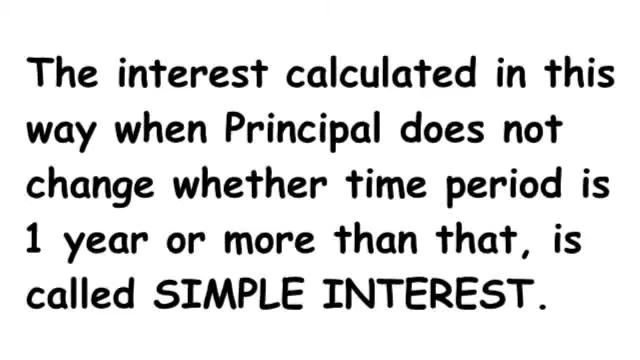 The interest calculated in this
way when Principal does not
change whether time period is
1 year or more than that, is
called SIMPLE INTEREST.